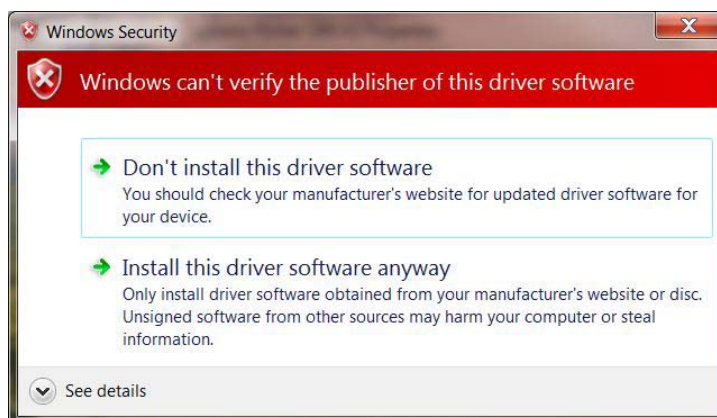 Windows Security
Windows can't verify the publisher of this driver software
Don't install this driver software
You should check your manufacturer's website for updated driver software for
your device.
Install this driver software anyway
Only install driver software obtained from your manufacturer's website or disc.
Unsigned software from other sources may harm your computer or steal
information.
See details